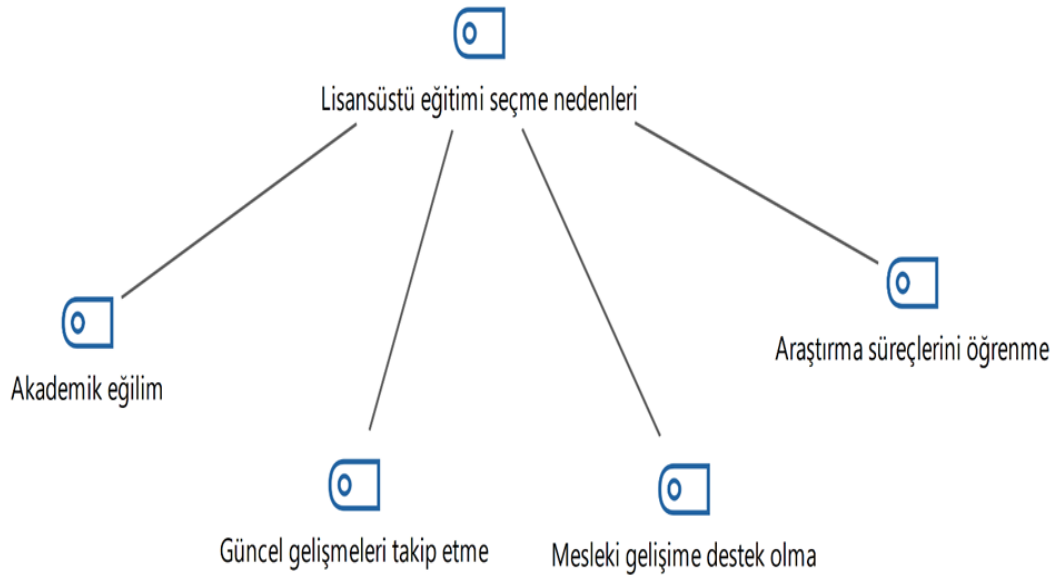 Lisansüstü eğitimi seçme nedenleri
Araştırma süreçlerini öğrenme
Akademik eğilim
Güncel gelişmeleri takip etme
Mesleki gelişime destek olma